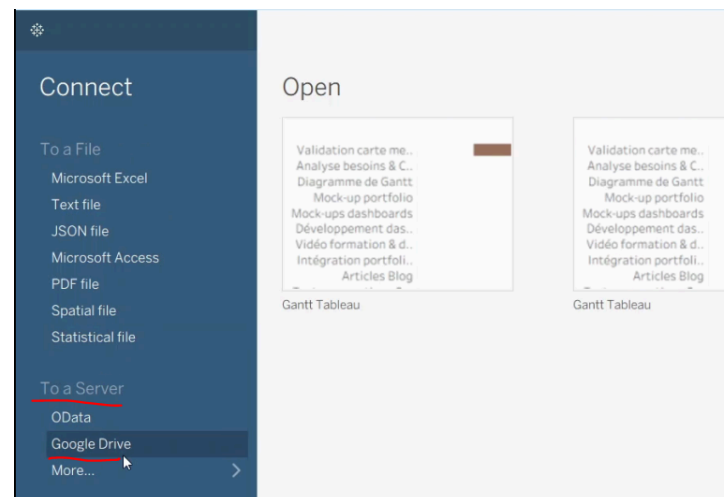 Connect
To a File
Microsoft Excel
Text file
JSON file
Microsoft Access
PDF file
Spatial file
Statistical file
To a Server
OData
Google Drive
More...
Open
Validation carte me..
Analyse besoins & C..
Diagramme de Gantt
Mock-up portfolio
Mock-ups dashboards
Développement das..
Vidéo formation & d..
Intégration portfoli..
Articles Blog
Gantt Tableau
Validation carte me..
Analyse besoins & C..
Diagramme de Gantt
Mock-up portfolio
Mock-ups dashboards
Développement das..
Vidéo formation & d..
Intégration portfoli..
Articles Blog
Gantt Tableau